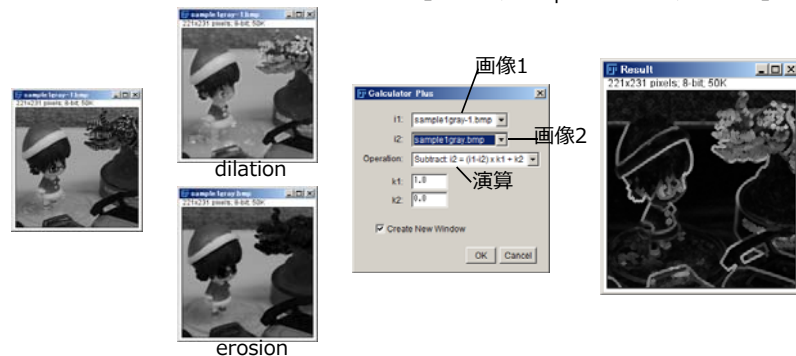 sample1gray-1.bmp
221x231 pixels; 8-bit; 50K
dilation
sample1gray-1.bmp
sample1gray.bmp
221x231 pixels; 8-bit; 50K
erosion
画像1
Calculator Plus
i1: sample1gray-1.bmp
i2: sample1gray.bmp
画像2
Operation: Subtract: i2 = (i1-i2) x k1 + k2
演算
k1: 1.0
k2: 0.0
Create New Window
OK Cancel
Result
221x231 pixels; 8-bit; 50K